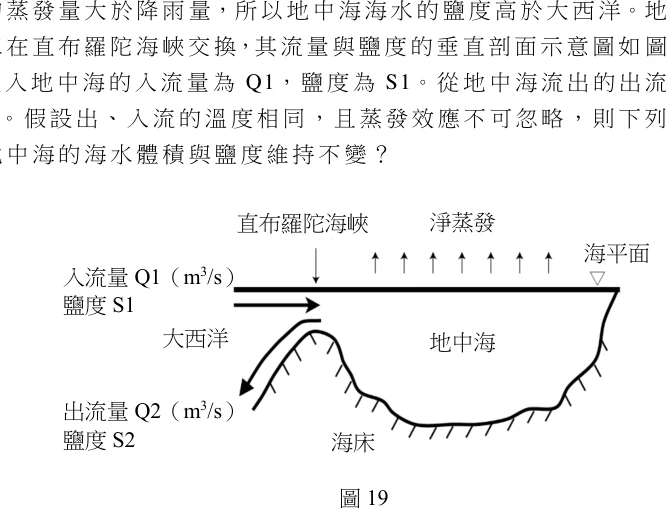 蒸發量大於降雨量，所以地中海海水的鹽度高於大西洋。地
在直布羅陀海峽交換，其流量與鹽度的垂直剖面示意圖如圖
入地中海的入流量為 Q1，鹽度為 S1。從地中海流出的出流
。假設出、入流的溫度相同，且蒸發效應不可忽略，則下列
中海的海水體積與鹽度維持不變？
直布羅陀海峽
淨蒸發
海平面
入流量 Q1（m³/s）
鹽度 S1
大西洋
地中海
出流量 Q2（m³/s）
鹽度 S2
海床
圖 19